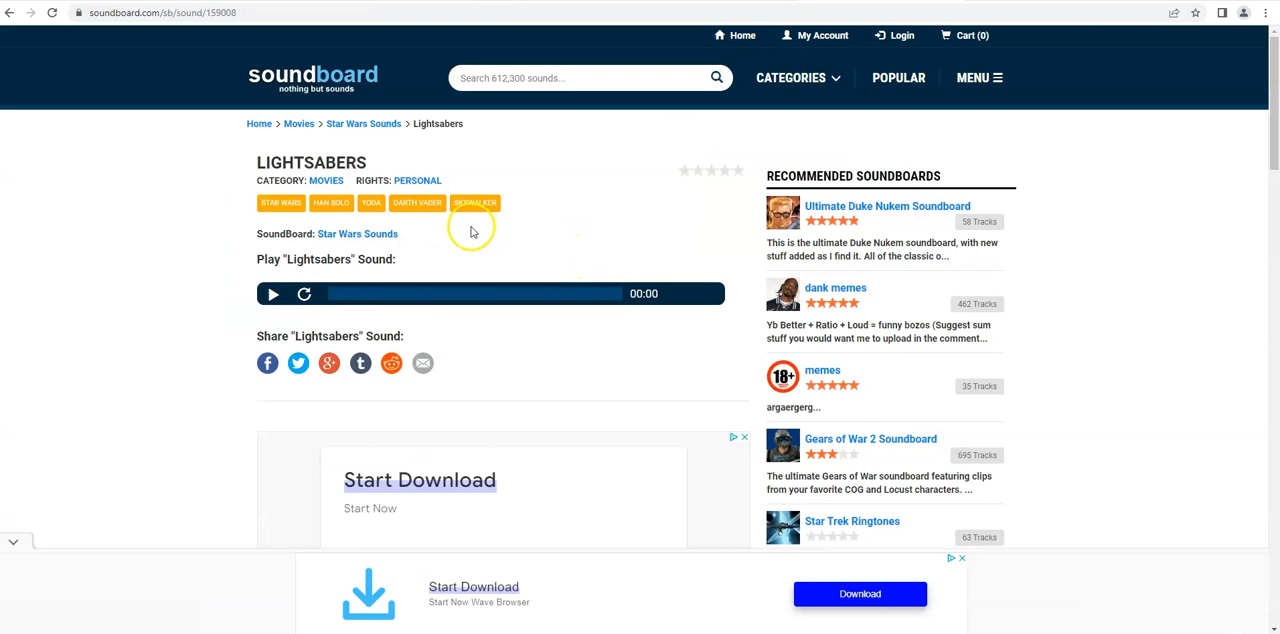 soundboard.com/sb/sound/159008
Home My Account Login Cart (0)
soundboard
nothing but sounds
Search 612,300 sounds...
CATEGORIES POPULAR MENU
Home > Movies > Star Wars Sounds > Lightsabers
LIGHTSABERS
CATEGORY: MOVIES RIGHTS: PERSONAL
STAR WARS HAN SOLO YODA DARTH VADER SKYWALKER
SoundBoard: Star Wars Sounds
Play "Lightsabers" Sound:
00:00
Share "Lightsabers" Sound:
Start Download
Start Now
RECOMMENDED SOUNDBOARDS
Ultimate Duke Nukem Soundboard
58 Tracks
This is the ultimate Duke Nukem soundboard, with new
stuff added as I find it. All of the classic o...
dank memes
462 Tracks
Yb Better + Ratio + Loud = funny bozos (Suggest sum
stuff you would want me to upload in the comment...
18+
memes
35 Tracks
argaergerg...
Gears of War 2 Soundboard
695 Tracks
The ultimate Gears of War soundboard featuring clips
from your favorite COG and Locust characters. ...
Star Trek Ringtones
63 Tracks
Start Download
Start Now Wave Browser
Download